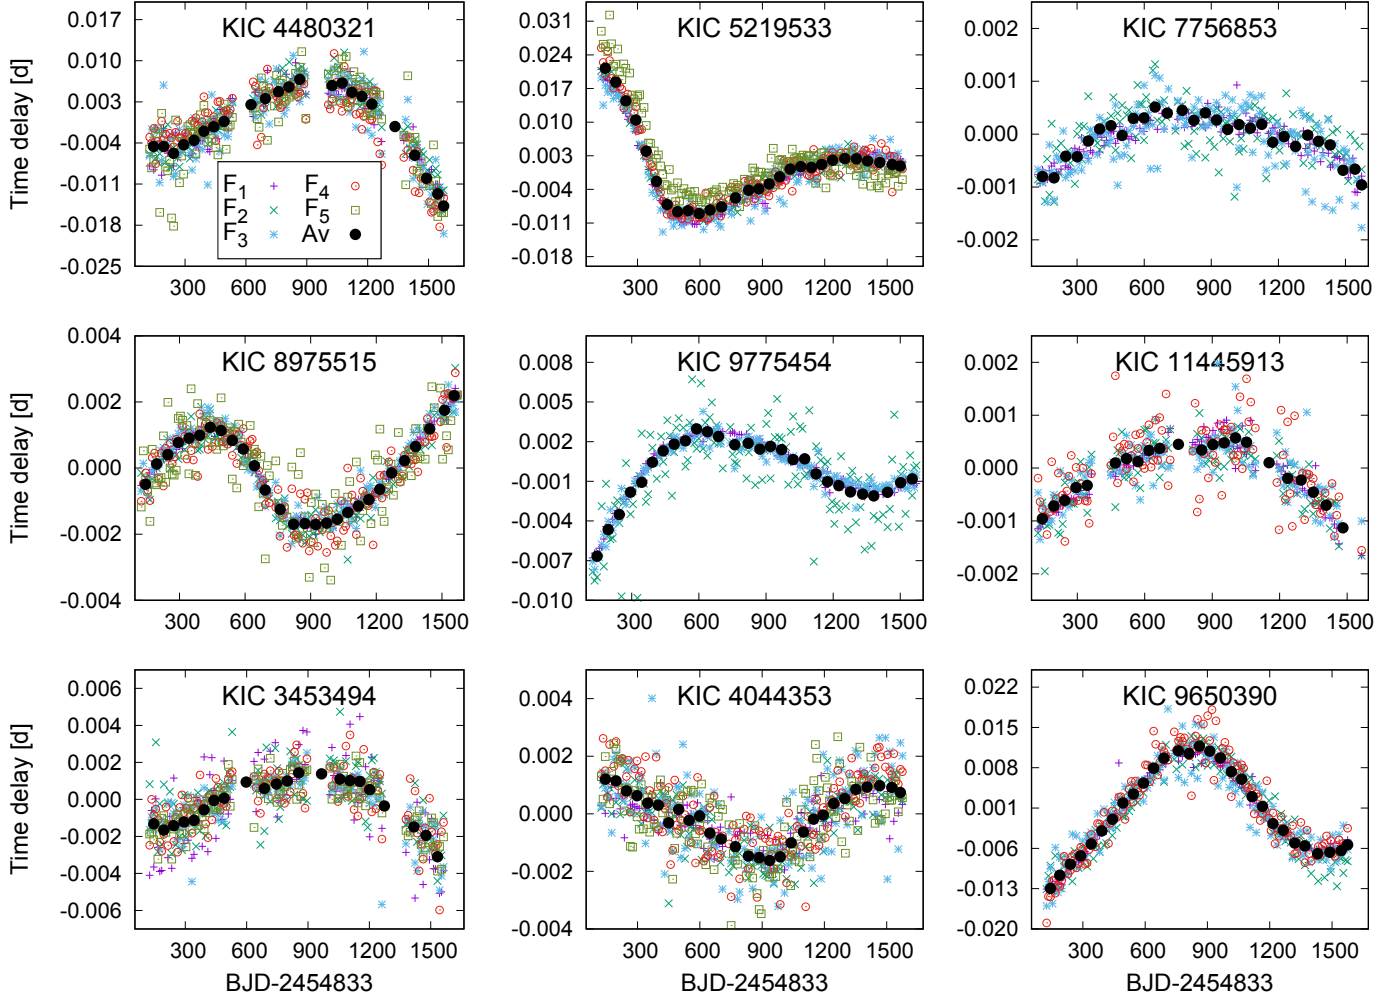 KIC 4480321
Time delay [d]
0.017
0.010
0.003
-0.004
-0.011
-0.018
-0.025
300 600 900 1200 1500
F1 F4
F2 F5
F3 Av
KIC 5219533
0.031
0.024
0.017
0.010
0.003
-0.004
-0.011
-0.018
300 600 900 1200 1500
KIC 7756853
0.002
0.001
0.000
-0.001
-0.002
300 600 900 1200 1500
KIC 8975515
Time delay [d]
0.004
0.002
0.000
-0.002
-0.004
300 600 900 1200 1500
KIC 9775454
0.008
0.005
0.002
-0.001
-0.004
-0.007
-0.010
300 600 900 1200 1500
KIC 11445913
0.002
0.001
0.000
-0.001
-0.002
300 600 900 1200 1500
KIC 3453494
Time delay [d]
0.006
0.004
0.002
0.000
-0.002
-0.004
-0.006
300 600 900 1200 1500
BJD-2454833
KIC 4044353
0.004
0.002
0.000
-0.002
-0.004
300 600 900 1200 1500
BJD-2454833
KIC 9650390
0.022
0.015
0.008
0.001
-0.006
-0.013
-0.020
300 600 900 1200 1500
BJD-2454833